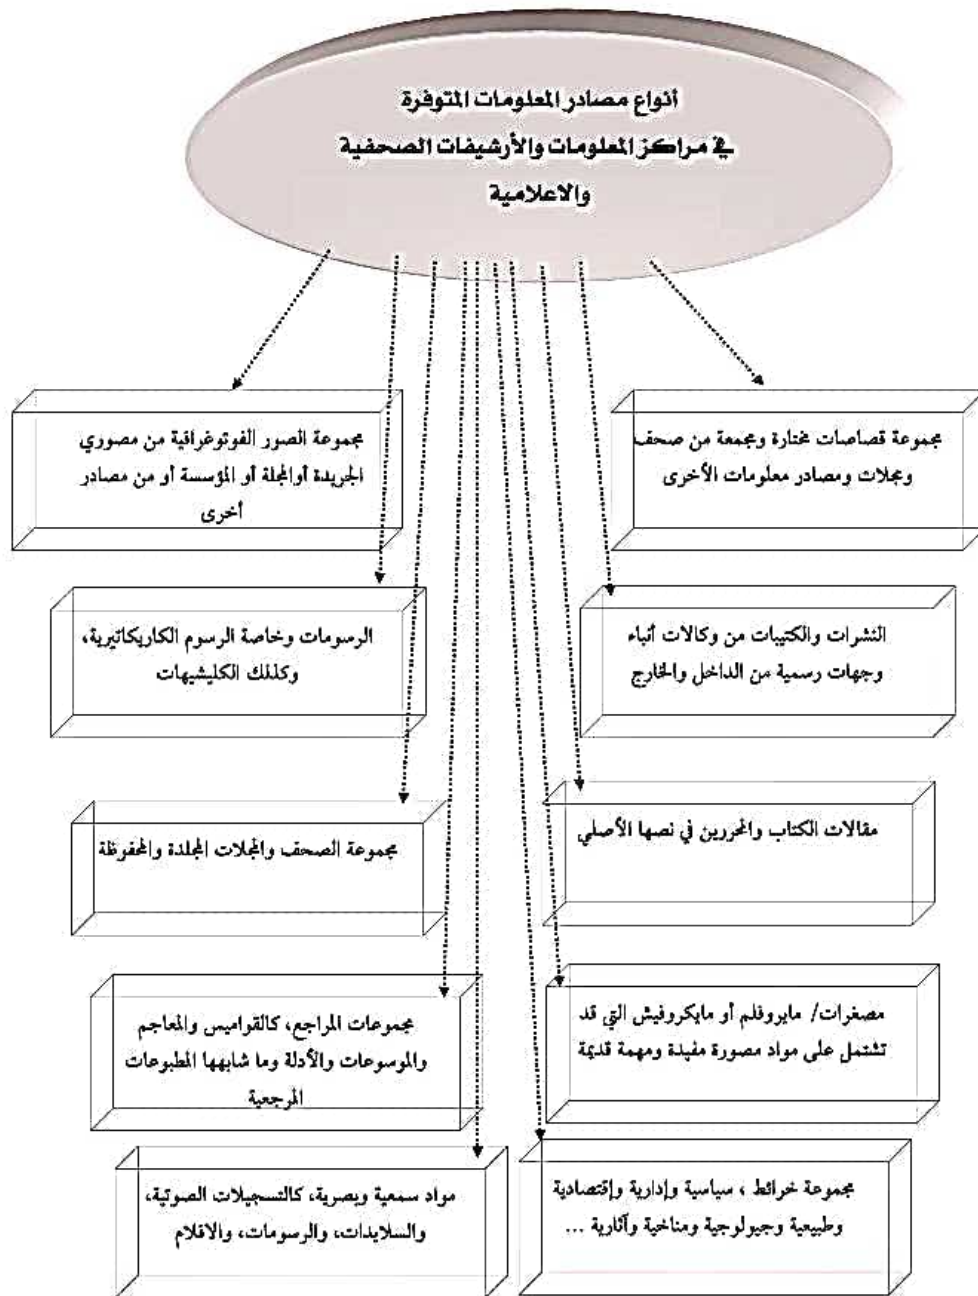 أنواع مصادر المعلومات المتوفرة
في مراكز المعلومات والأرشيفات الصحفية
والاعلامية
مجموعة قصاصات مختارة ومجمعة من صحف
ومجلات ومصادر معلومات الأخرى
مجموعة الصور الفوتوغرافية من مصوري
الجريدة أوالمجلة أو المؤسسة أو من مصادر
أخرى
النشرات والكتيبات من وكالات أنباء
وجهات رسمية من الداخل والخارج
الرسومات وخاصة الرسوم الكاريكاتيرية،
وكذلك الكليشيهات
مقالات الكتاب والمحررين في نصها الأصلي
مجموعة الصحف والمجلات المجلدة والمحفوظة
مصغرات/ مايروفلم أو مايكروفيش التي قد
تشتمل على مواد مصورة مفيدة ومهمة قديمة
مجموعات المراجع، كالقواميس والمعاجم
والموسوعات والأدلة وما شابهها المطبوعات
المرجعية
مجموعة خرائط ، سياسية وإدارية وإقتصادية
وطبيعية وجيولوجية ومناخية وآثارية ...
مواد سمعية وبصرية، كالتسجيلات الصوتية،
والسلايدات، والرسومات، والافلام